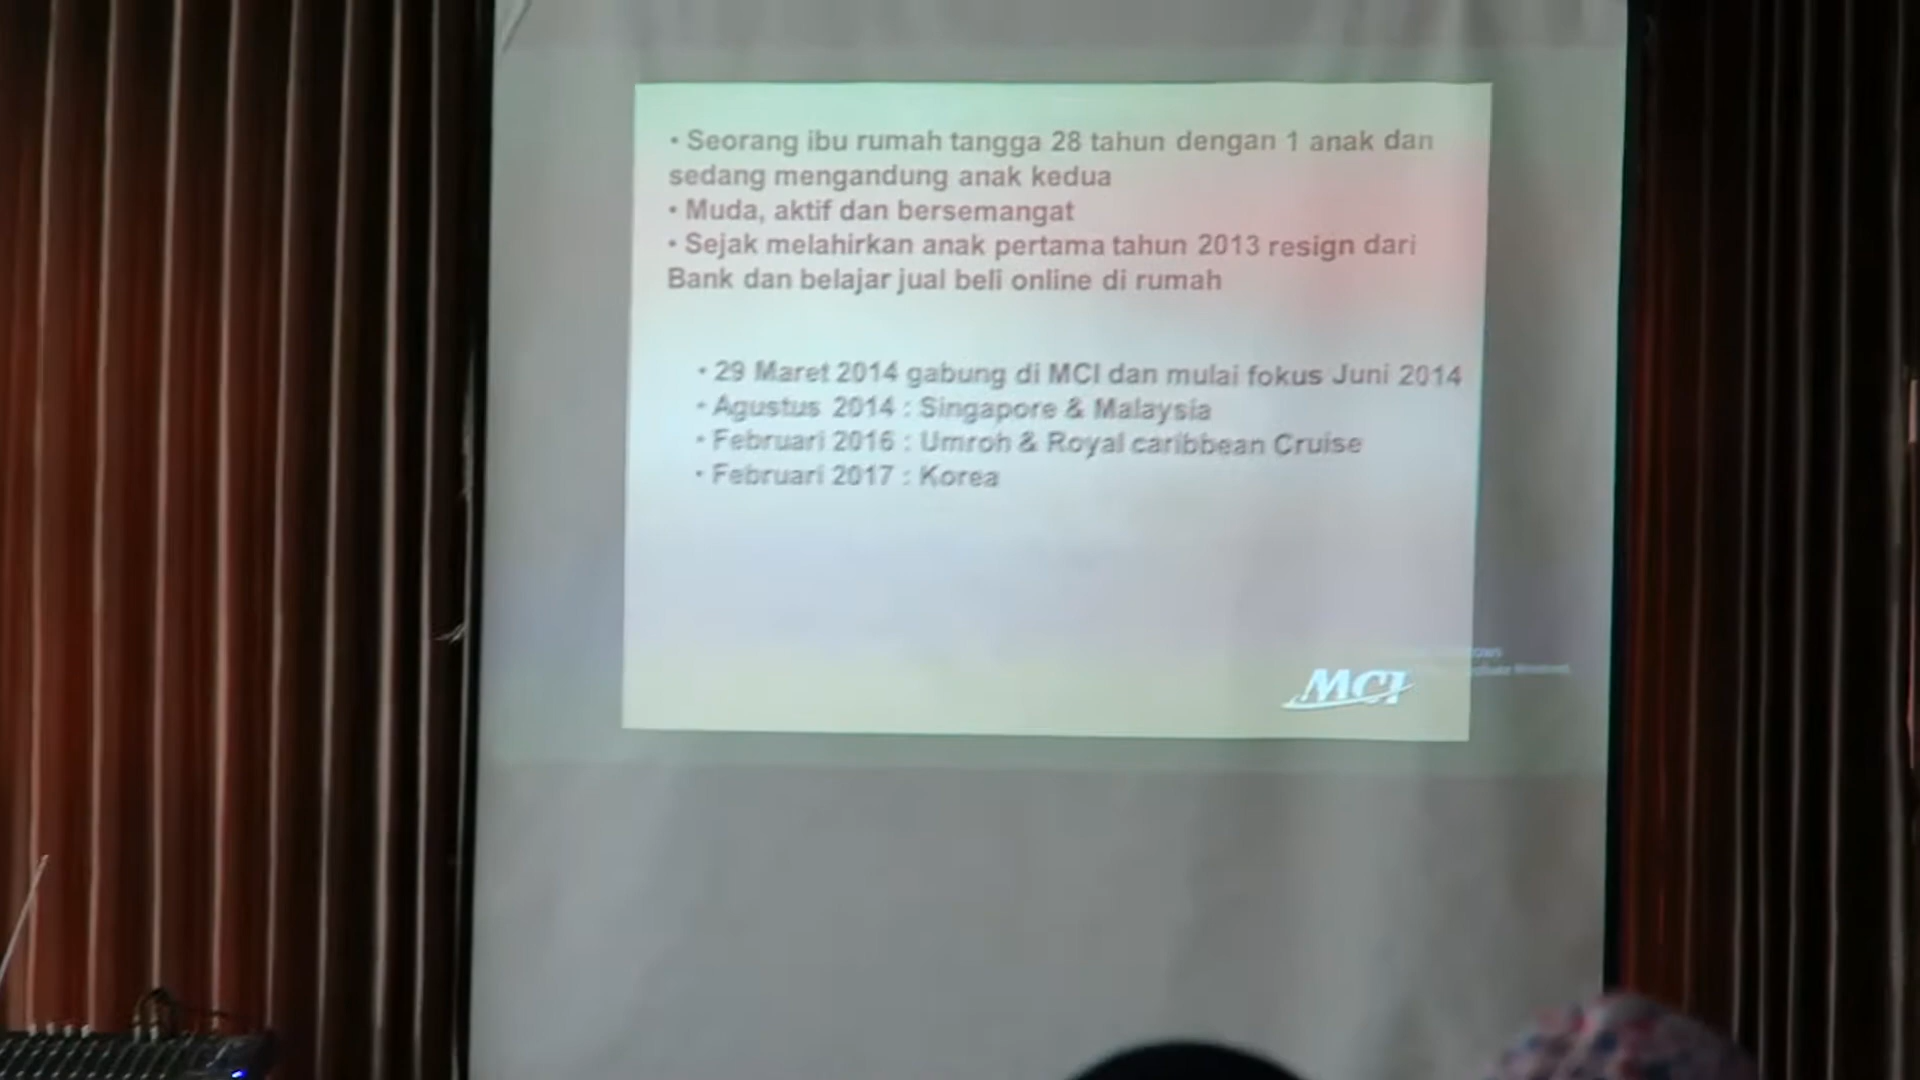 • Seorang ibu rumah tangga 28 tahun dengan 1 anak dan
sedang mengandung anak kedua
• Muda, aktif dan bersemangat
• Sejak melahirkan anak pertama tahun 2013 resign dari
Bank dan belajar jual beli online di rumah
• 29 Maret 2014 gabung di MCI dan mulai fokus Juni 2014
• Agustus 2014 : Singapore & Malaysia
• Februari 2016 : Umroh & Royal caribbean Cruise
• Februari 2017 : Korea
MCI